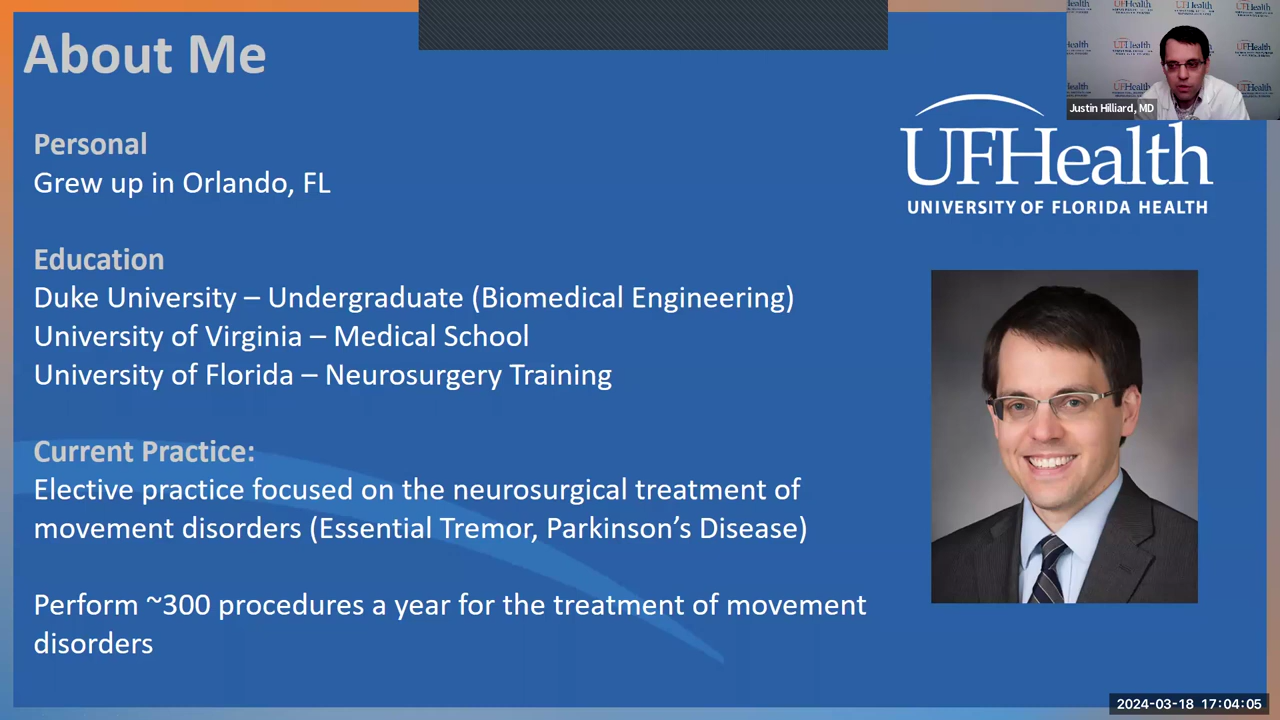 About Me
Justin Hilliard, MD
Personal
Grew up in Orlando, FL
UFHealth
UNIVERSITY OF FLORIDA HEALTH
Education
Duke University – Undergraduate (Biomedical Engineering)
University of Virginia – Medical School
University of Florida – Neurosurgery Training
Current Practice:
Elective practice focused on the neurosurgical treatment of
movement disorders (Essential Tremor, Parkinson’s Disease)
Perform ~300 procedures a year for the treatment of movement
disorders
2024-03-18 17:04:05